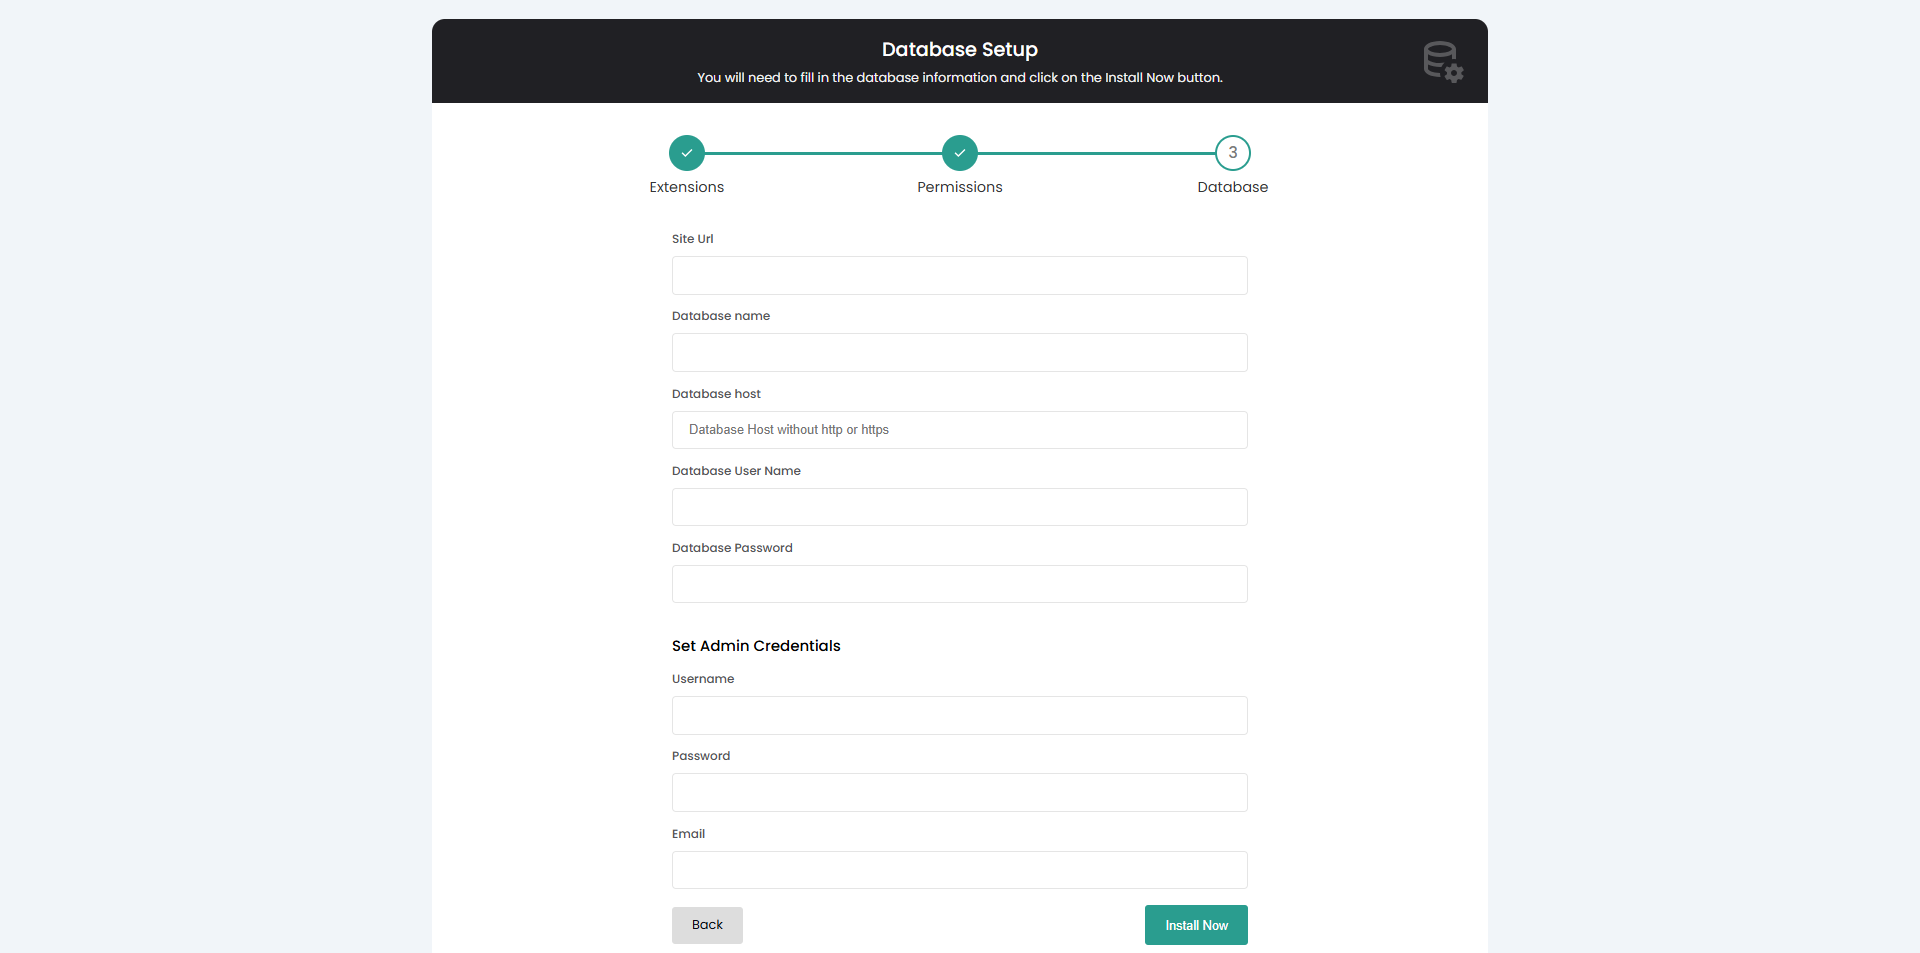 Database Setup
You will need to fill in the database information and click on the Install Now button.
3
Extensions
Permissions
Database
Site Url
Database name
Database host
Database Host without http or https
Database User Name
Database Password
Set Admin Credentials
Username
Password
Email
Back
Install Now